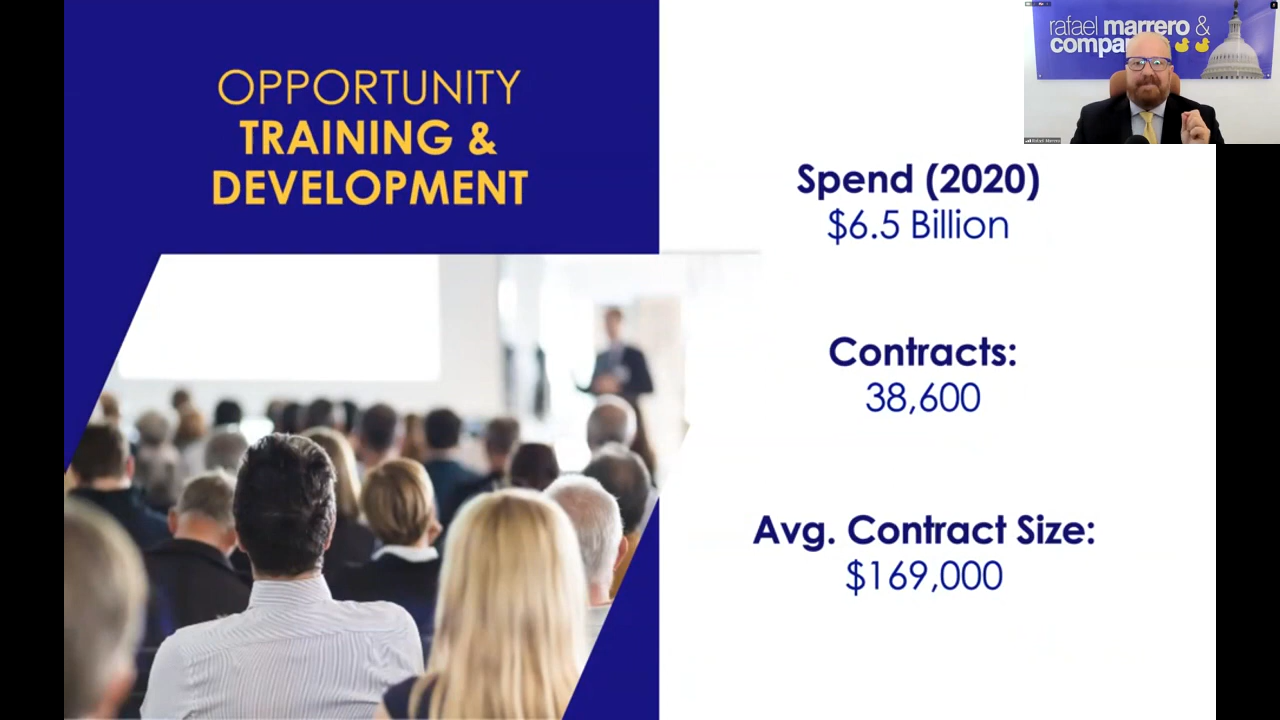 OPPORTUNITY
TRAINING &
DEVELOPMENT
rafael marrero &
Spend (2020)
$6.5 Billion
Contracts:
38,600
Avg. Contract Size:
$169,000